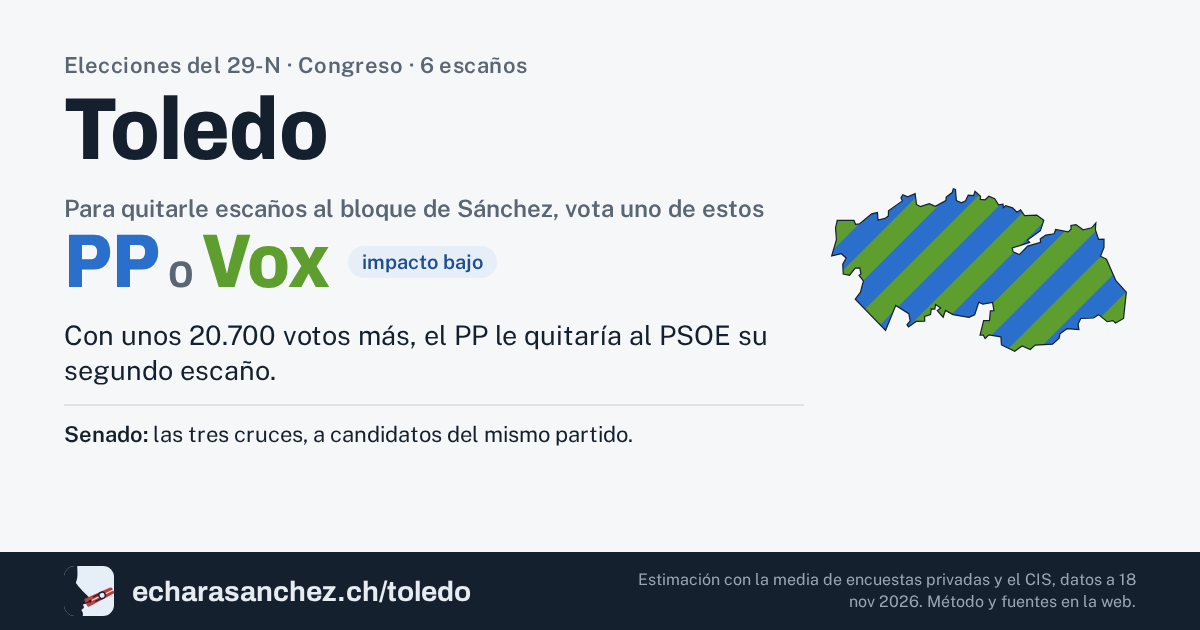 Elecciones del 29-N · Congreso · 6 escaños
Toledo
Para quitarle escaños al bloque de Sánchez, vota uno de estos
PP o Vox impacto bajo
Con unos 20.700 votos más, el PP le quitaría al PSOE su
segundo escaño.
Senado: las tres cruces, a candidatos del mismo partido.
echarasanchez.ch/toledo
Estimación con la media de encuestas privadas y el CIS, datos a 18
nov 2026. Método y fuentes en la web.